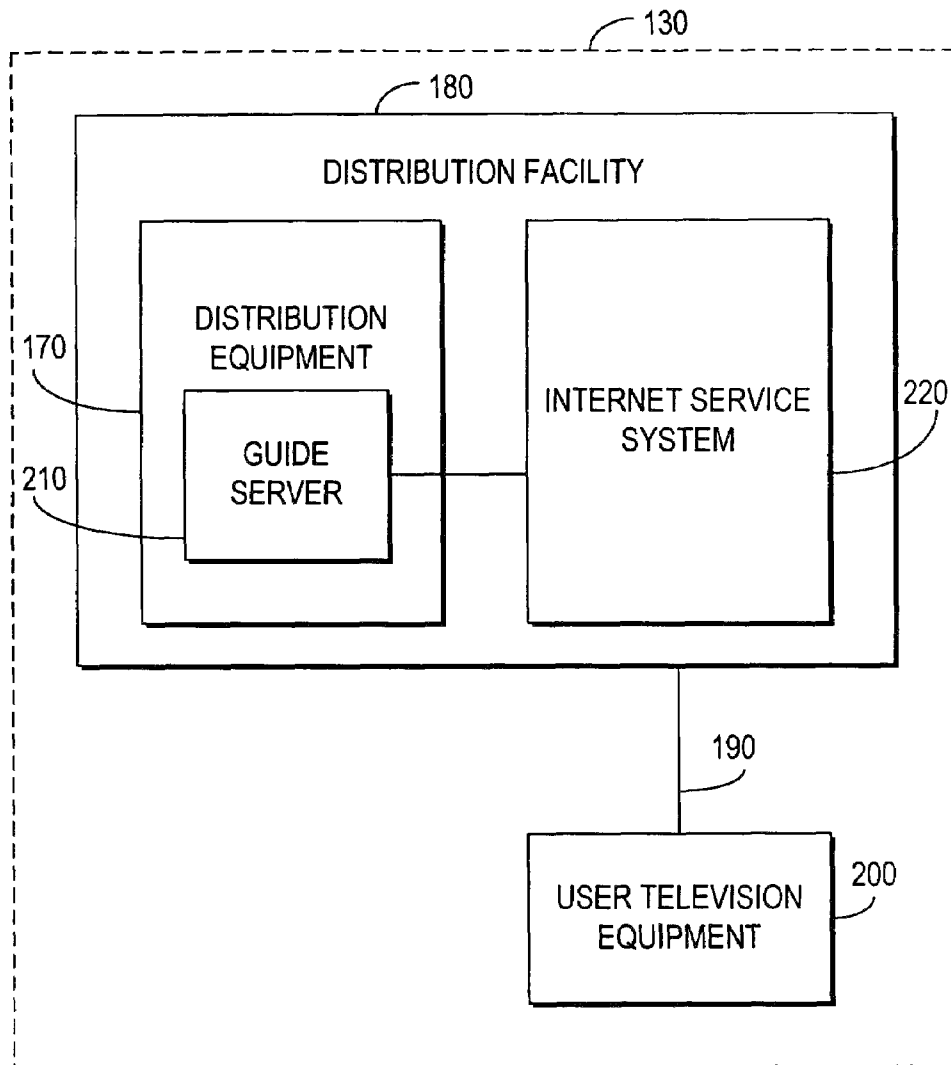 130
180
DISTRIBUTION FACILITY
DISTRIBUTION
EQUIPMENT
170
INTERNET SERVICE
SYSTEM
220
GUIDE
SERVER
210
190
USER TELEVISION
EQUIPMENT
200